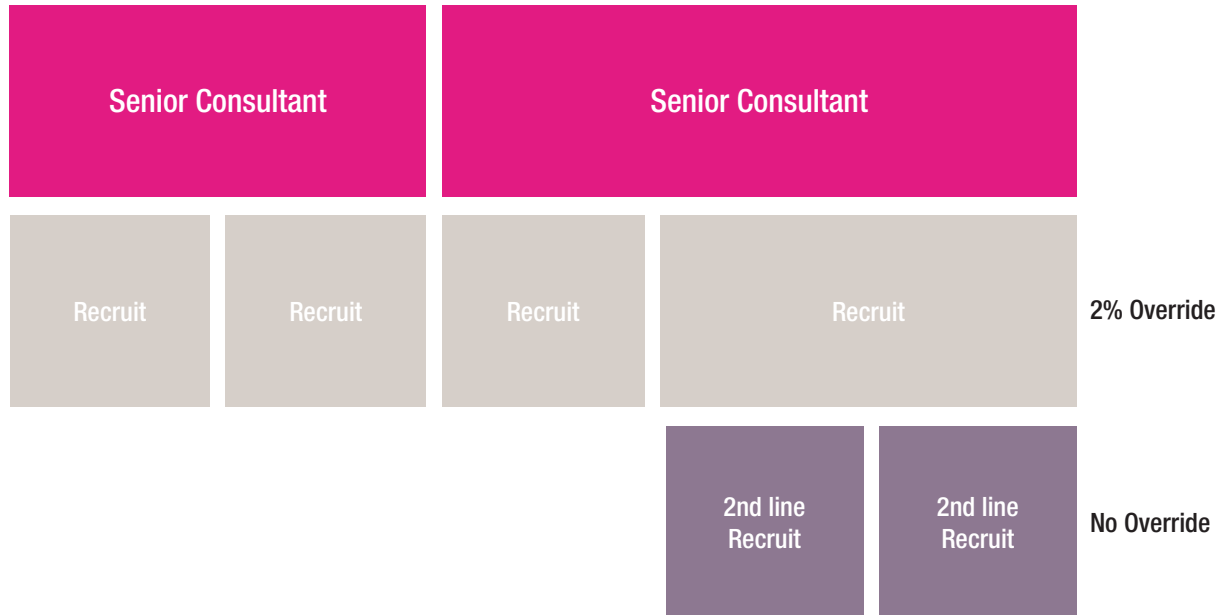 Senior Consultant
Senior Consultant
Recruit
Recruit
Recruit
Recruit
2% Override
2nd line
Recruit
2nd line
Recruit
No Override